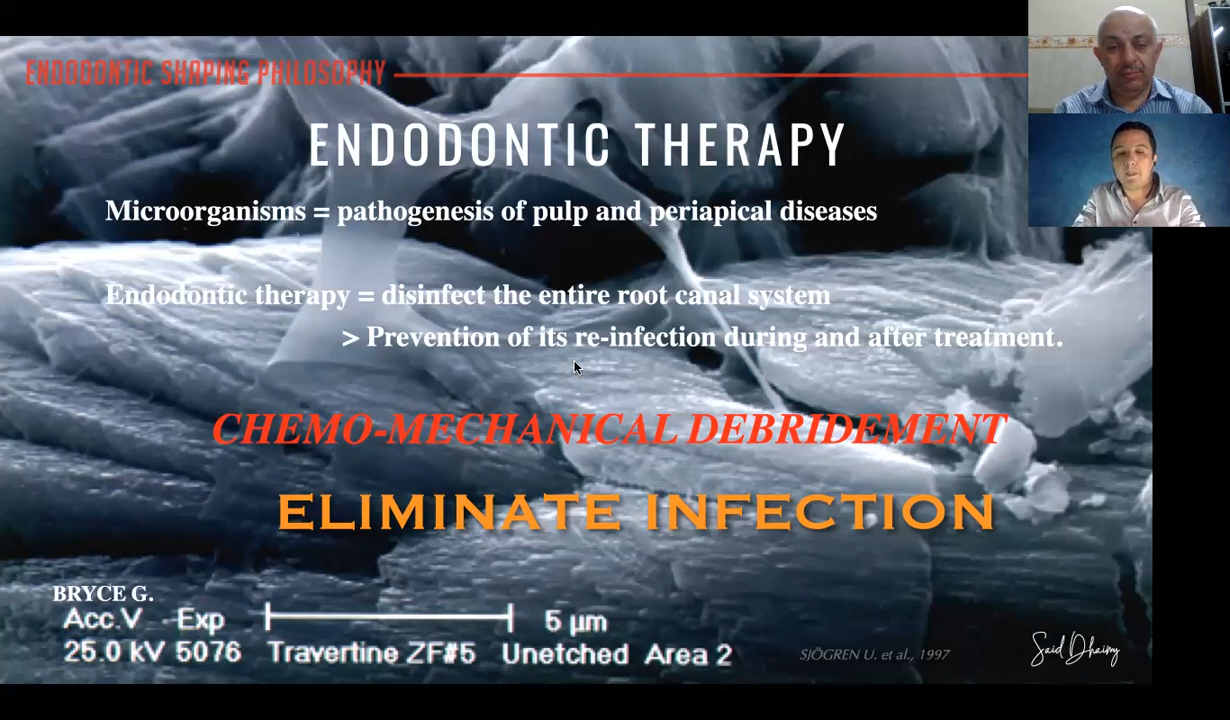 ENDODONTIC SHAPING PHILOSOPHY
ENDODONTIC THERAPY
Microorganisms = pathogenesis of pulp and periapical diseases
Endodontic therapy = disinfect the entire root canal system
> Prevention of its re-infection during and after treatment.
CHEMO-MECHANICAL DEBRIDEMENT
ELIMINATE INFECTION
BRYCE G.
Acc.V Exp 5 µm
25.0 kV 5076 Travertine ZF#5 Unetched Area 2
SJÖGREN U. et al., 1997
Said Dhaimy